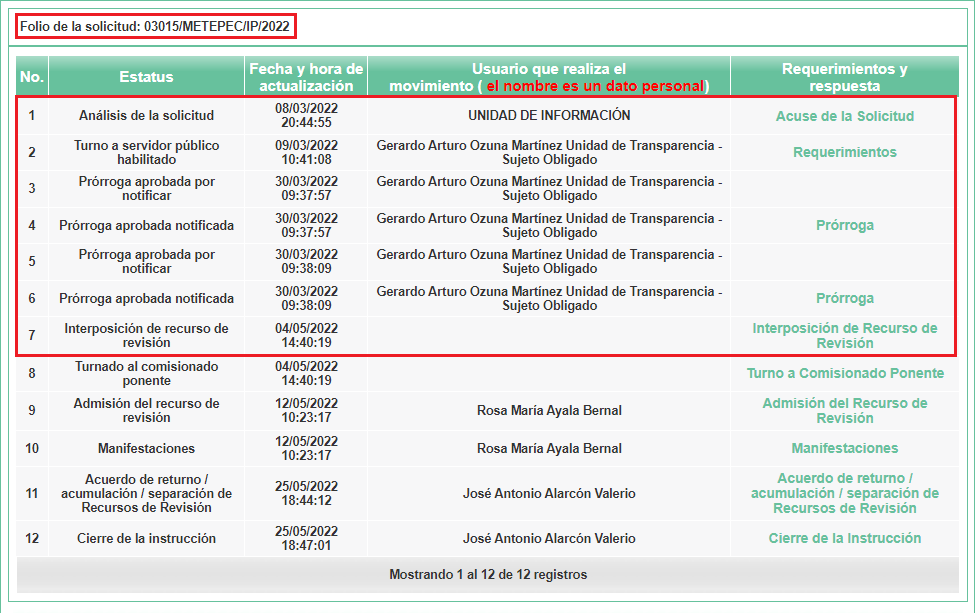 Folio de la solicitud: 03015/METEPEC/IP/2022
No.
Estatus
Fecha y hora de
actualización
Usuario que realiza el
movimiento ( el nombre es un dato personal)
Requerimientos y
respuesta
1
Análisis de la solicitud
08/03/2022
20:44:55
UNIDAD DE INFORMACIÓN
Acuse de la Solicitud
2
Turno a servidor público
habilitado
09/03/2022
10:41:08
Gerardo Arturo Ozuna Martínez Unidad de Transparencia -
Sujeto Obligado
Requerimientos
3
Prórroga aprobada por
notificar
30/03/2022
09:37:57
Gerardo Arturo Ozuna Martínez Unidad de Transparencia -
Sujeto Obligado
4
Prórroga aprobada notificada
30/03/2022
09:37:57
Gerardo Arturo Ozuna Martínez Unidad de Transparencia -
Sujeto Obligado
Prórroga
5
Prórroga aprobada por
notificar
30/03/2022
09:38:09
Gerardo Arturo Ozuna Martínez Unidad de Transparencia -
Sujeto Obligado
6
Prórroga aprobada notificada
30/03/2022
09:38:09
Gerardo Arturo Ozuna Martínez Unidad de Transparencia -
Sujeto Obligado
Prórroga
7
Interposición de recurso de
revisión
04/05/2022
14:40:19
Interposición de Recurso de
Revisión
8
Turnado al comisionado
ponente
04/05/2022
14:40:19
Turno a Comisionado Ponente
9
Admisión del recurso de
revisión
12/05/2022
10:23:17
Rosa María Ayala Bernal
Admisión del Recurso de
Revisión
10
Manifestaciones
12/05/2022
10:23:17
Rosa María Ayala Bernal
Manifestaciones
11
Acuerdo de returno /
acumulación / separación de
Recursos de Revisión
25/05/2022
18:44:12
José Antonio Alarcón Valerio
Acuerdo de returno /
acumulación / separación de
Recursos de Revisión
12
Cierre de la instrucción
25/05/2022
18:47:01
José Antonio Alarcón Valerio
Cierre de la Instrucción
Mostrando 1 al 12 de 12 registros